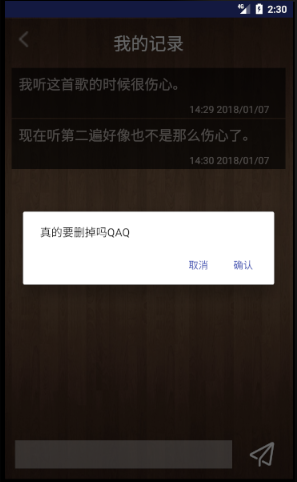 4G 2:30
我的记录
我听这首歌的时候很伤心。
14:29 2018/01/07
现在听第二遍好像也不是那么伤心了。
14:30 2018/01/07
真的要删掉吗QAQ
取消 确认